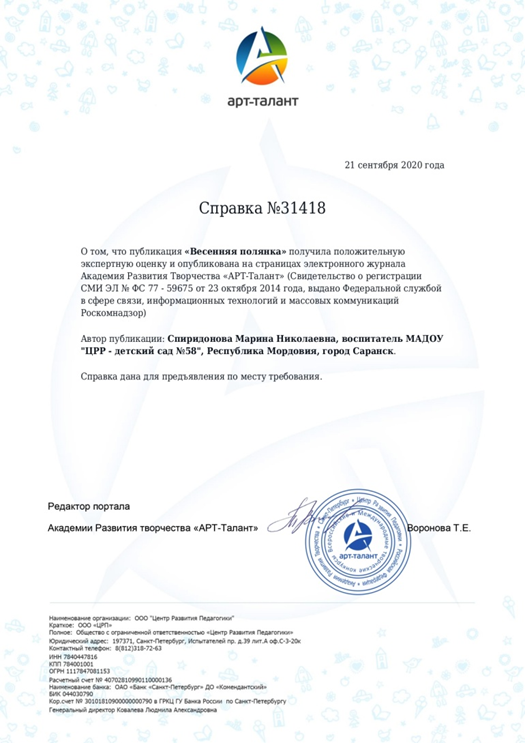 арт-талант
21 сентября 2020 года
Справка №31418
О том, что публикация «Весенняя полянка» получила положительную
экспертную оценку и опубликована на страницах электронного журнала
Академия Развития Творчества «АРТ-Талант» (Свидетельство о регистрации
СМИ ЭЛ № ФС 77 - 59675 от 23 октября 2014 года, выдано Федеральной службой
в сфере связи, информационных технологий и массовых коммуникаций
Роскомнадзор)
Автор публикации: Спиридонова Марина Николаевна, воспитатель МАДОУ
"ЦРР - детский сад №58", Республика Мордовия, город Саранск.
Справка дана для предъявления по месту требования.
Редактор портала
Академии Развития творчества «АРТ-Талант»
арт-талант
Воронова Т.Е.
Наименование организации: ООО "Центр Развития Педагогики"
Краткое: ООО «ЦРП»
Полное: Общество с ограниченной ответственностью «Центр Развития Педагогики»
Юридический адрес: 197371, Санкт-Петербург, Испытателей пр. д.39 лит.А оф.С-3-20к
Контактный телефон: 8(812)318-72-63
ИНН 7840447816
КПП 784001001
ОГРН 1117847081153
Расчетный счет № 40702810990110000136
Наименование банка: ОАО «Банк «Санкт-Петербург» ДО «Комендантский»
БИК 044030790
Кор.счет № 30101810900000000790 в ГРКЦ ГУ Банка России по Санкт-Петербургу
Генеральный директор Ковалева Людмила Александровна